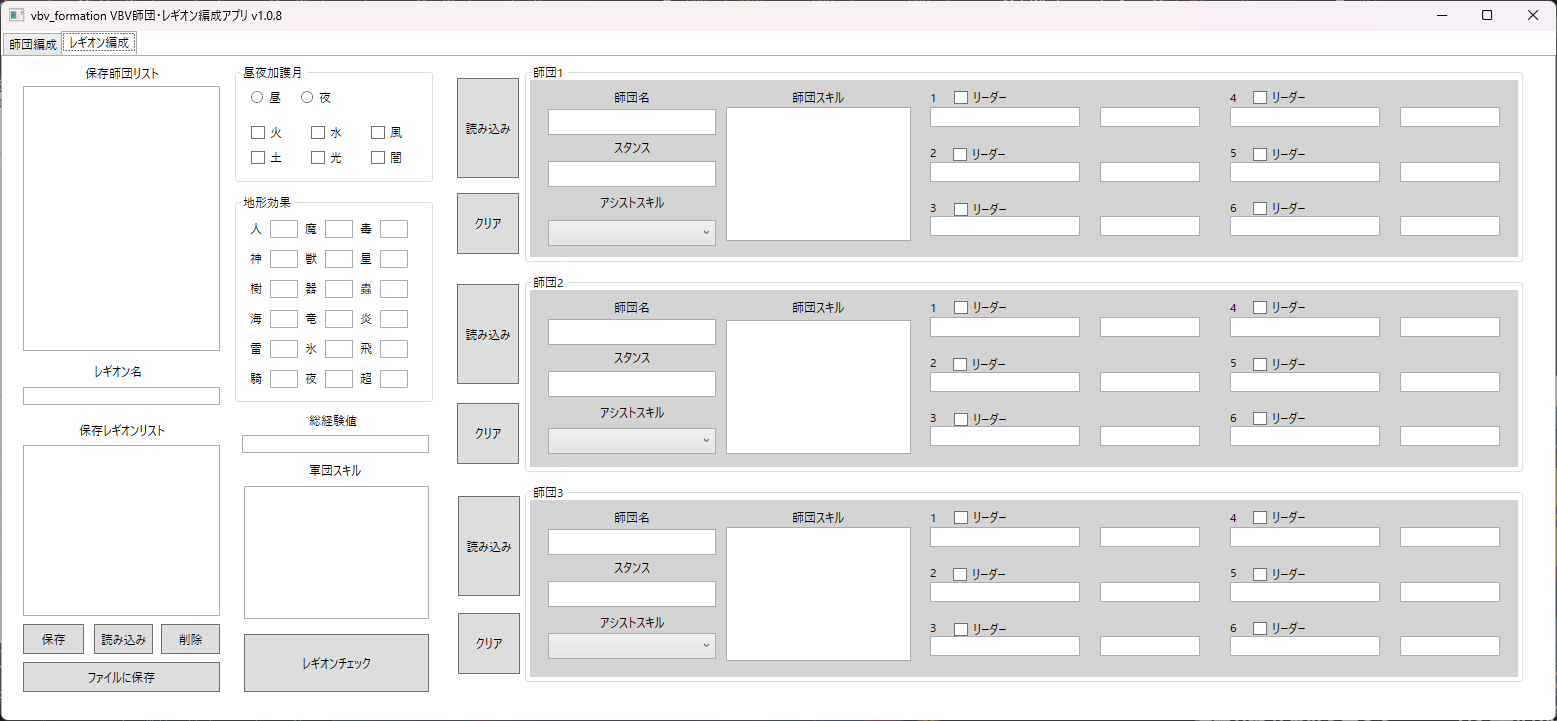 vbv_formation VBV師団・レギオン編成アプリ v1.0.8
師団編成 レギオン編成
保存師団リスト
レギオン名
保存レギオンリスト
保存 読み込み 削除
ファイルに保存
昼夜加護月
昼 夜
火 水 風
土 光 闇
地形効果
人 魔 毒
神 獣 星
樹 器 蟲
海 竜 炎
雷 氷 飛
騎 夜 超
総経験値
軍団スキル
レギオンチェック
読み込み
クリア
師団1
師団名
スタンス
アシストスキル
師団スキル
1 リーダー
2 リーダー
3 リーダー
4 リーダー
5 リーダー
6 リーダー
読み込み
クリア
師団2
師団名
スタンス
アシストスキル
師団スキル
1 リーダー
2 リーダー
3 リーダー
4 リーダー
5 リーダー
6 リーダー
読み込み
クリア
師団3
師団名
スタンス
アシストスキル
師団スキル
1 リーダー
2 リーダー
3 リーダー
4 リーダー
5 リーダー
6 リーダー